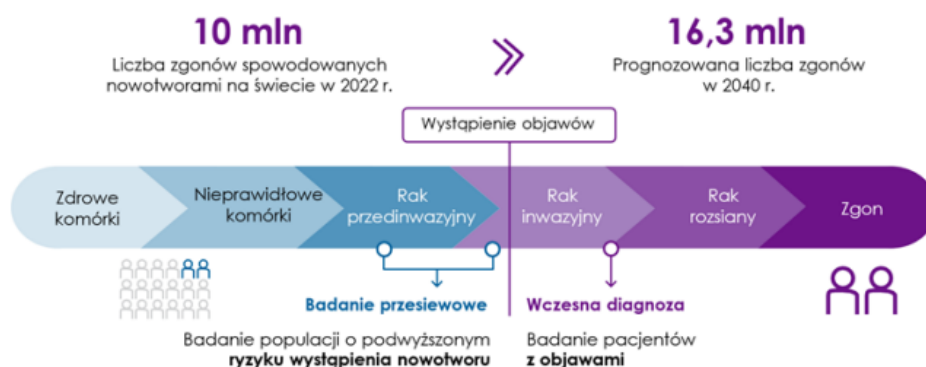 10 mln
Liczba zgonów spowodowanych
nowotworami na świecie w 2022 r.
16,3 mln
Prognozowana liczba zgonów
w 2040 r.
Wystąpienie objawów
Zdrowe
komórki
Nieprawidłowe
komórki
Rak
przedinwazyjny
Rak
inwazyjny
Rak
rozsiany
Zgon
Badanie przesiewowe
Badanie populacji o podwyższonym
ryzyku wystąpienia nowotworu
Wczesna diagnoza
Badanie pacjentów
z objawami